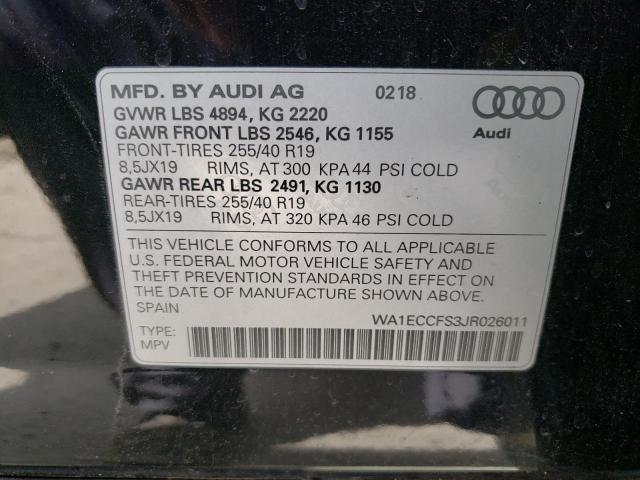 MFD. BY AUDI AG 0218
GVWR LBS 4894, KG 2220
GAWR FRONT LBS 2546, KG 1155
Audi
FRONT-TIRES 255/40 R19
8,5JX19 RIMS, AT 300 KPA 44 PSI COLD
GAWR REAR LBS 2491, KG 1130
REAR-TIRES 255/40 R19
8,5JX19 RIMS, AT 320 KPA 46 PSI COLD
THIS VEHICLE CONFORMS TO ALL APPLICABLE
U.S. FEDERAL MOTOR VEHICLE SAFETY AND
THEFT PREVENTION STANDARDS IN EFFECT ON
THE DATE OF MANUFACTURE SHOWN ABOVE.
SPAIN
WA1ECCFS3JR026011
TYPE:
MPV